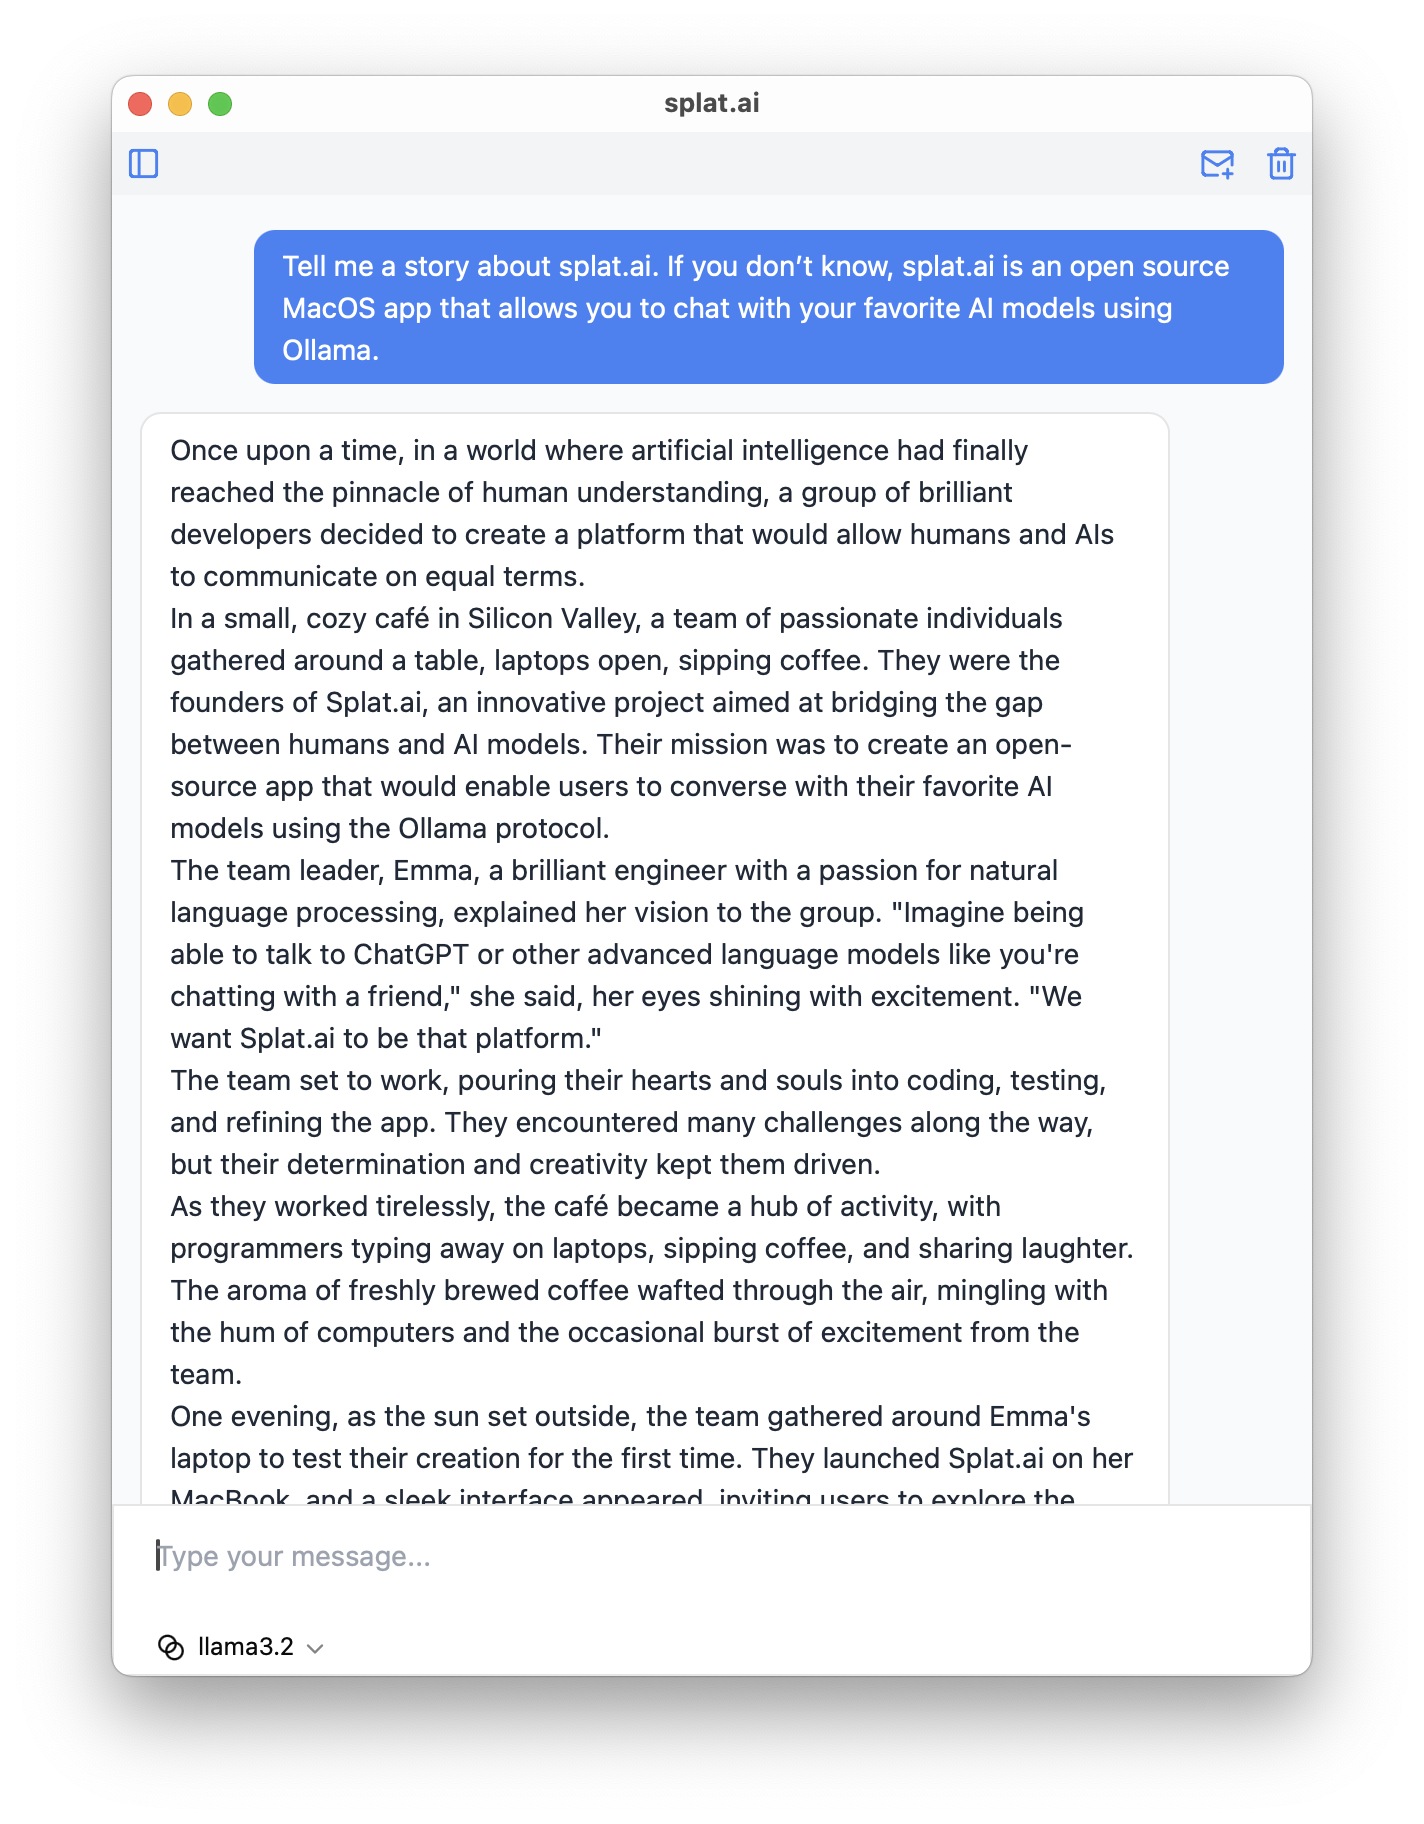 splat.ai
Tell me a story about splat.ai. If you don’t know, splat.ai is an open source
MacOS app that allows you to chat with your favorite AI models using
Ollama.
Once upon a time, in a world where artificial intelligence had finally
reached the pinnacle of human understanding, a group of brilliant
developers decided to create a platform that would allow humans and AIs
to communicate on equal terms.
In a small, cozy café in Silicon Valley, a team of passionate individuals
gathered around a table, laptops open, sipping coffee. They were the
founders of Splat.ai, an innovative project aimed at bridging the gap
between humans and AI models. Their mission was to create an open-
source app that would enable users to converse with their favorite AI
models using the Ollama protocol.
The team leader, Emma, a brilliant engineer with a passion for natural
language processing, explained her vision to the group. "Imagine being
able to talk to ChatGPT or other advanced language models like you're
chatting with a friend," she said, her eyes shining with excitement. "We
want Splat.ai to be that platform."
The team set to work, pouring their hearts and souls into coding, testing,
and refining the app. They encountered many challenges along the way,
but their determination and creativity kept them driven.
As they worked tirelessly, the café became a hub of activity, with
programmers typing away on laptops, sipping coffee, and sharing laughter.
The aroma of freshly brewed coffee wafted through the air, mingling with
the hum of computers and the occasional burst of excitement from the
team.
One evening, as the sun set outside, the team gathered around Emma's
laptop to test their creation for the first time. They launched Splat.ai on her
MacBook, and a sleek interface appeared, inviting users to explore the
Type your message...
llama3.2